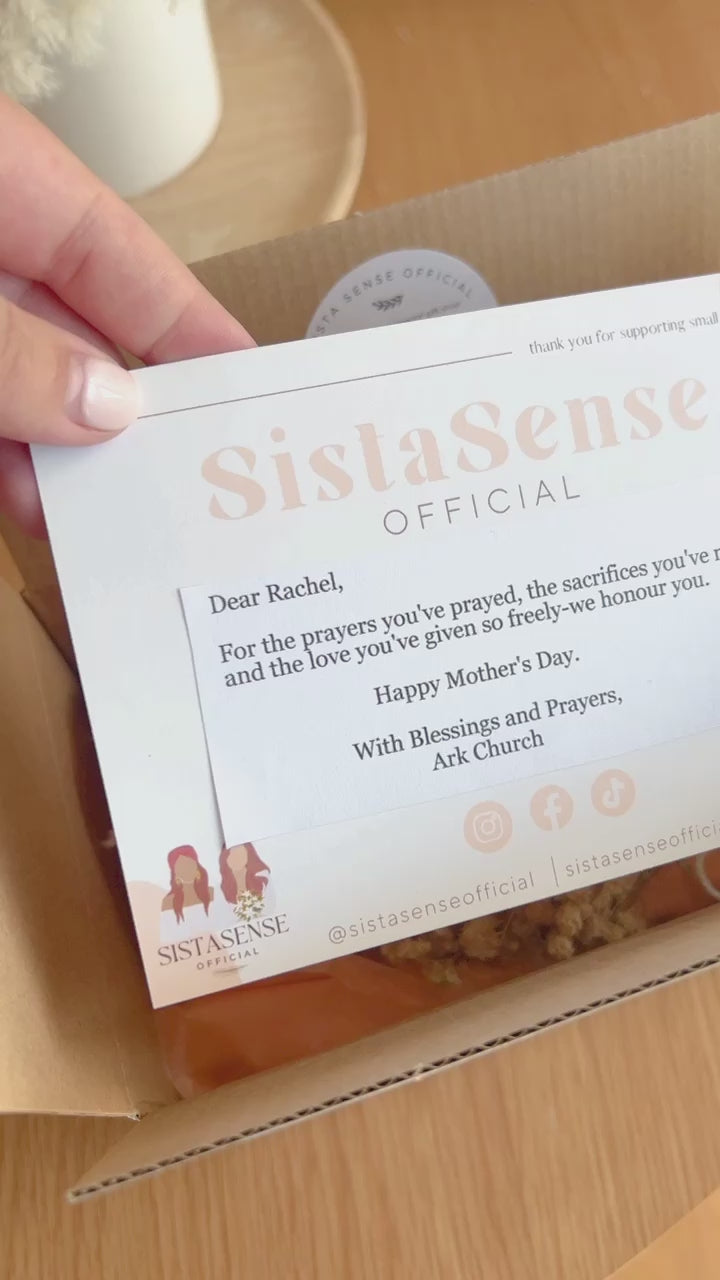 SISTA SENSE OFFICIAL
thank you for supporting small
SistaSense
OFFICIAL
Dear Rachel,
For the prayers you've prayed, the sacrifices you've
and the love you've given so freely-we honour you.
Happy Mother's Day.
With Blessings and Prayers,
Ark Church
@sistasenseofficial | sistasenseoffici
SISTASENSE
OFFICIAL